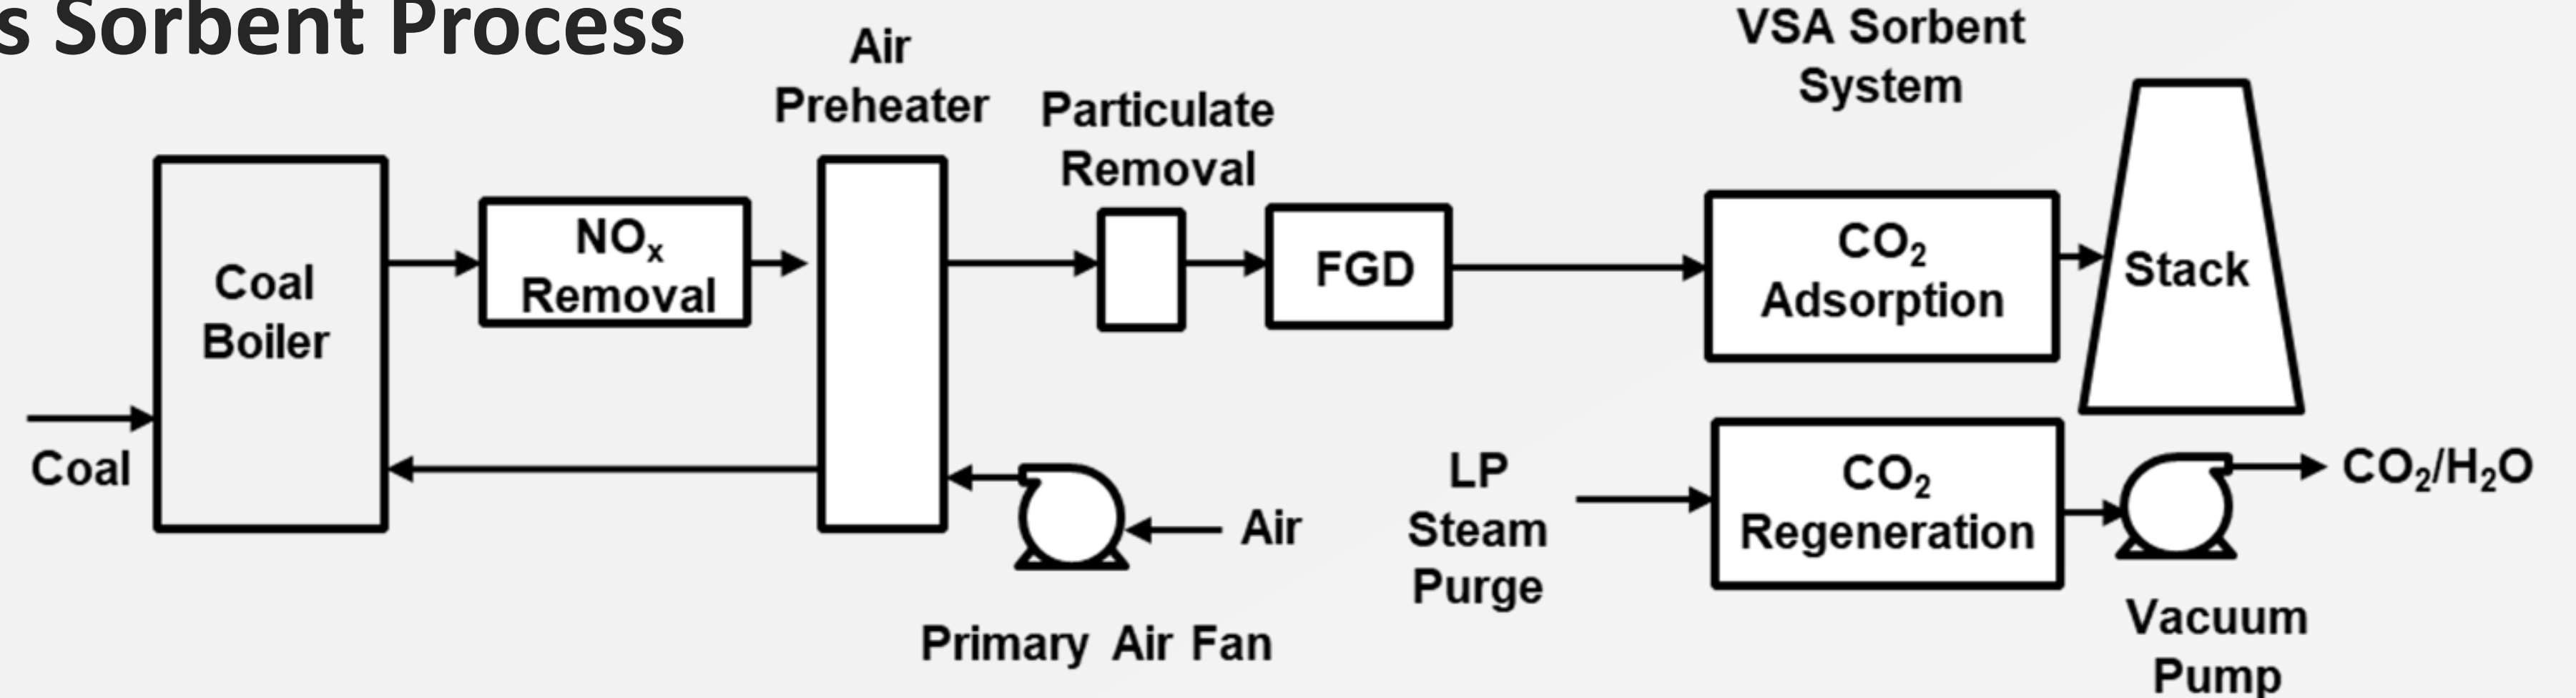 s Sorbent Process
Air
Preheater
Particulate
Removal
VSA Sorbent
System
Coal
Boiler
NOₓ
Removal
FGD
CO₂
Adsorption
Stack
Coal
Air
Primary Air Fan
LP
Steam
Purge
CO₂
Regeneration
CO₂/H₂O
Vacuum
Pump